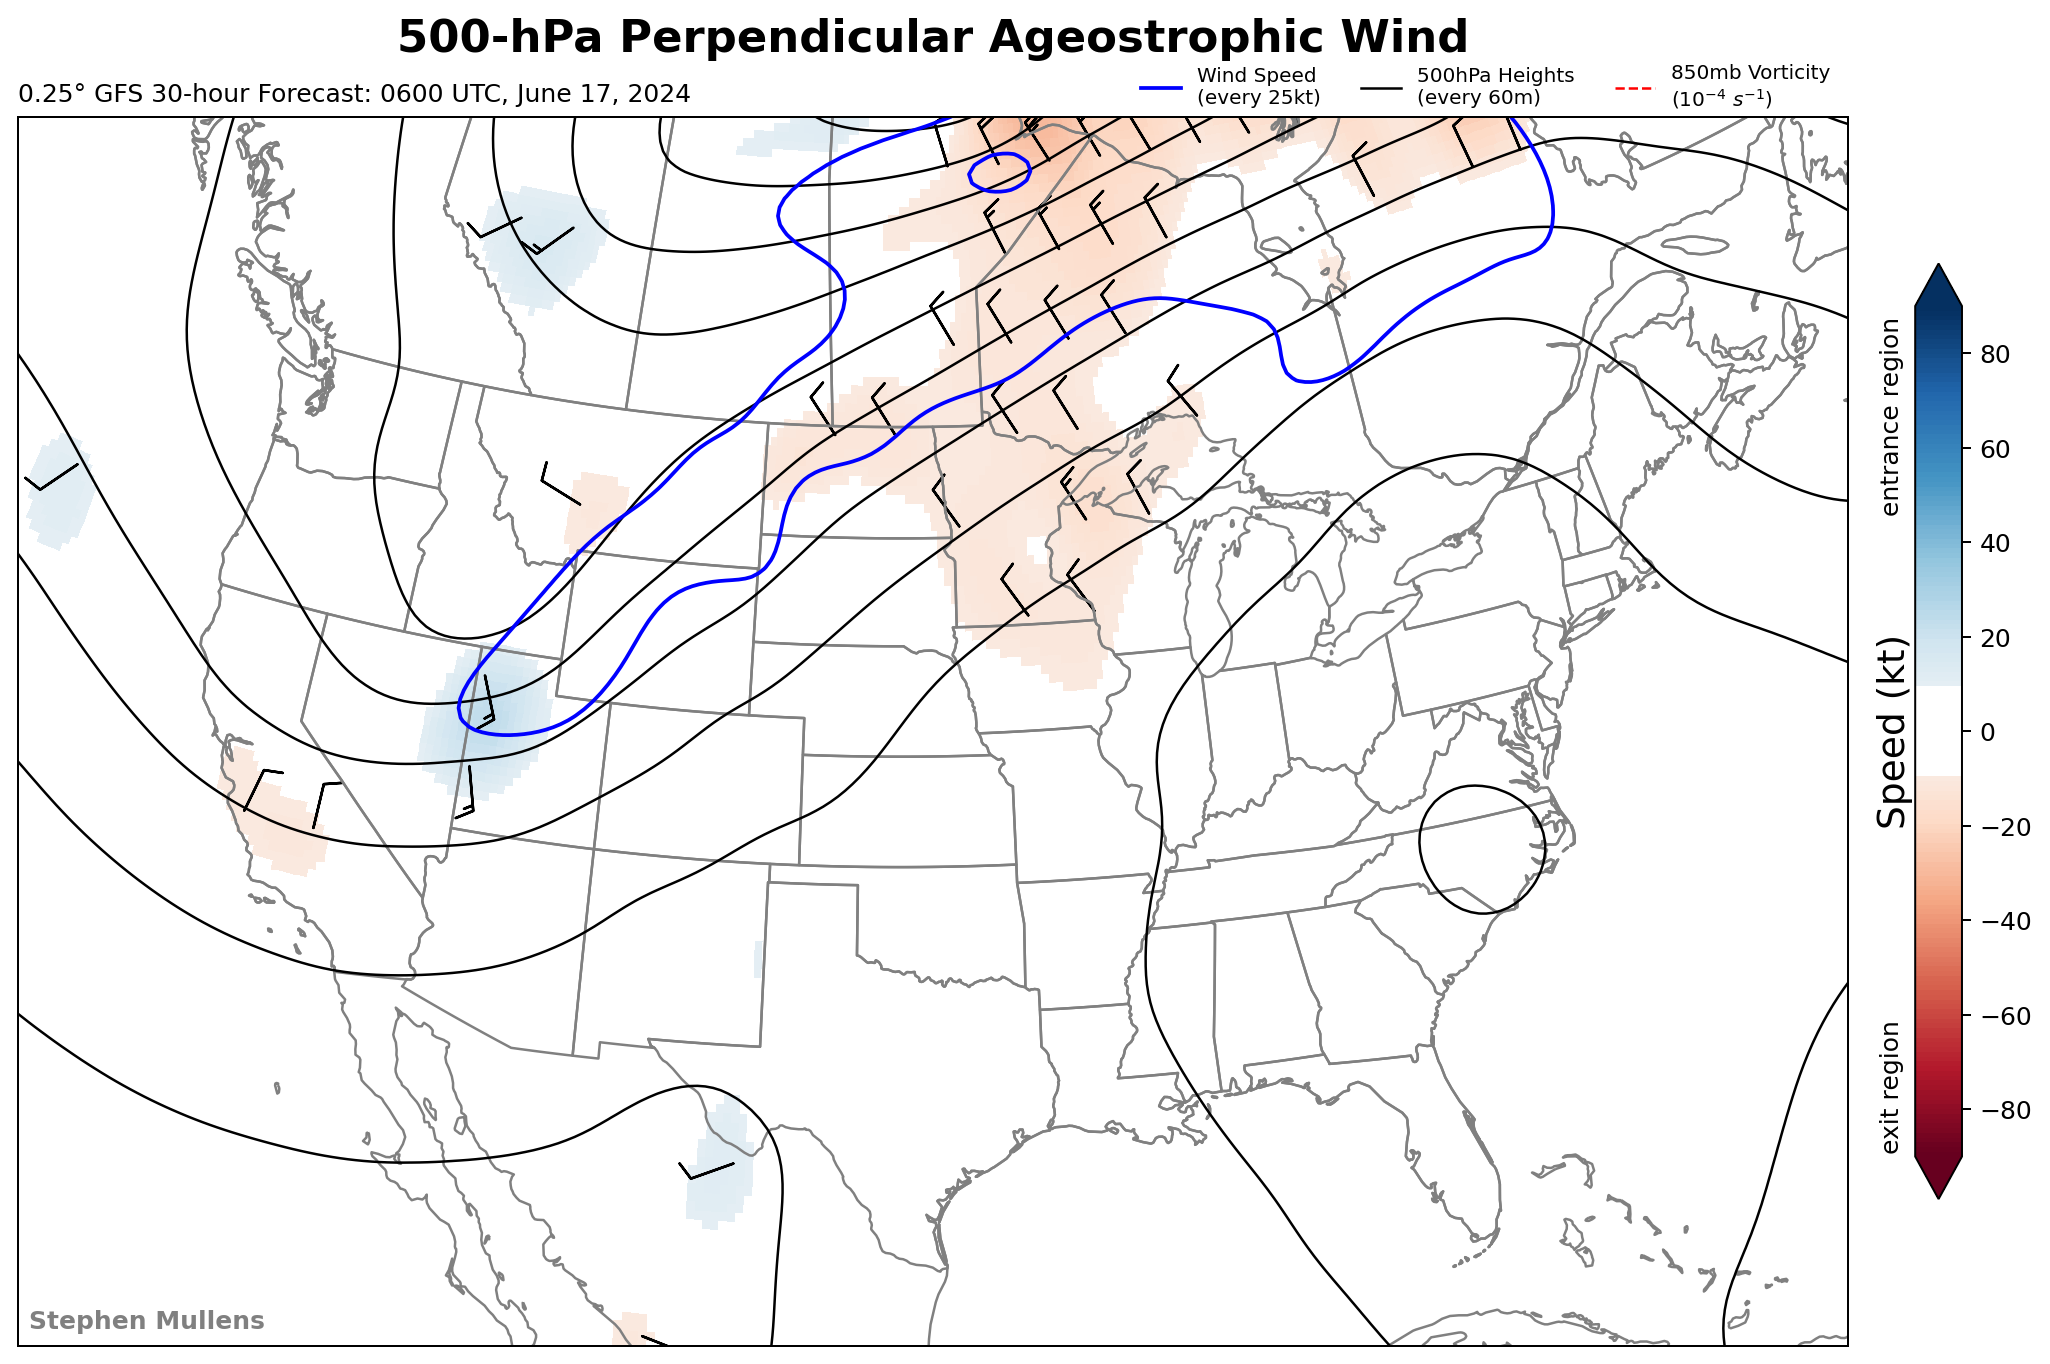 500-hPa Perpendicular Ageostrophic Wind
0.25° GFS 30-hour Forecast: 0600 UTC, June 17, 2024
Wind Speed
(every 25kt)
500hPa Heights
(every 60m)
850mb Vorticity
(10⁻⁴ s⁻¹)
entrance region
Speed (kt)
exit region
80
60
40
20
0
−20
−40
−60
−80
Stephen Mullens